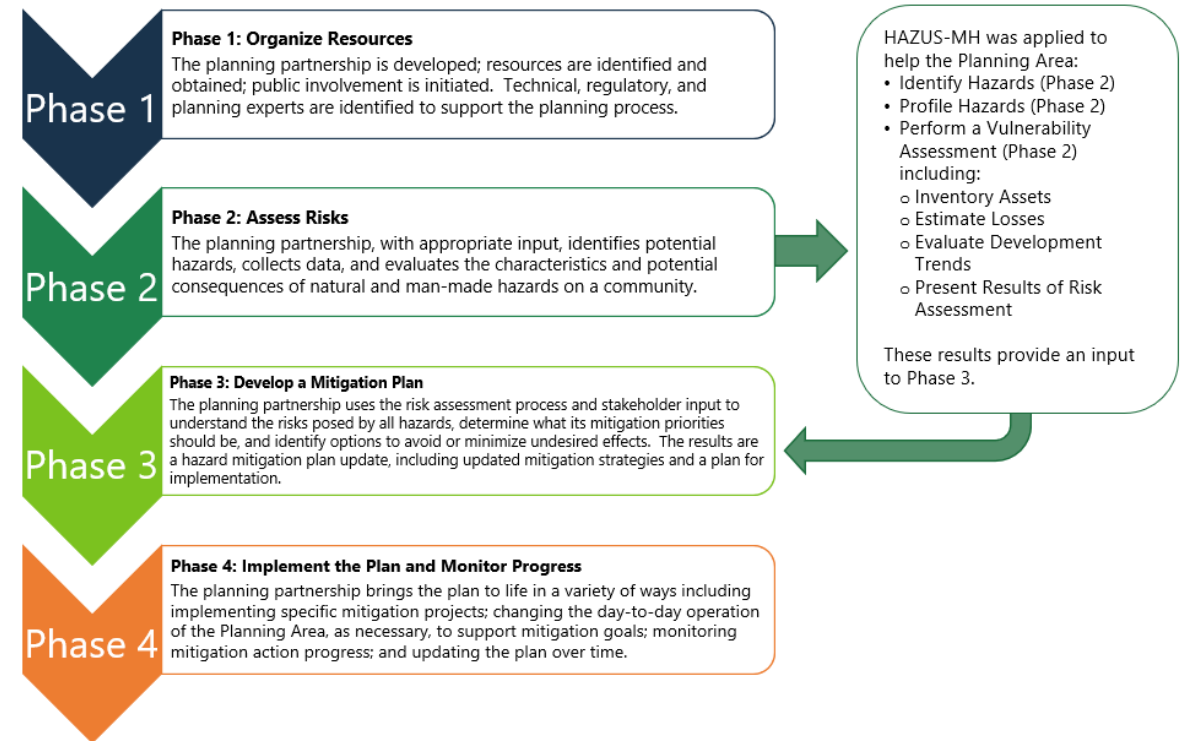 Phase 1
Phase 1: Organize Resources
The planning partnership is developed; resources are identified and
obtained; public involvement is initiated.  Technical, regulatory, and
planning experts are identified to support the planning process.
Phase 2
Phase 2: Assess Risks
The planning partnership, with appropriate input, identifies potential
hazards, collects data, and evaluates the characteristics and potential
consequences of natural and man-made hazards on a community.
HAZUS-MH was applied to
help the Planning Area:
• Identify Hazards (Phase 2)
• Profile Hazards (Phase 2)
• Perform a Vulnerability
Assessment (Phase 2)
including:
o Inventory Assets
o Estimate Losses
o Evaluate Development
Trends
o Present Results of Risk
Assessment
These results provide an input
to Phase 3.
Phase 3
Phase 3: Develop a Mitigation Plan
The planning partnership uses the risk assessment process and stakeholder input to
understand the risks posed by all hazards, determine what its mitigation priorities
should be, and identify options to avoid or minimize undesired effects.  The results are
a hazard mitigation plan update, including updated mitigation strategies and a plan for
implementation.
Phase 4
Phase 4: Implement the Plan and Monitor Progress
The planning partnership brings the plan to life in a variety of ways including
implementing specific mitigation projects; changing the day-to-day operation
of the Planning Area, as necessary, to support mitigation goals; monitoring
mitigation action progress; and updating the plan over time.